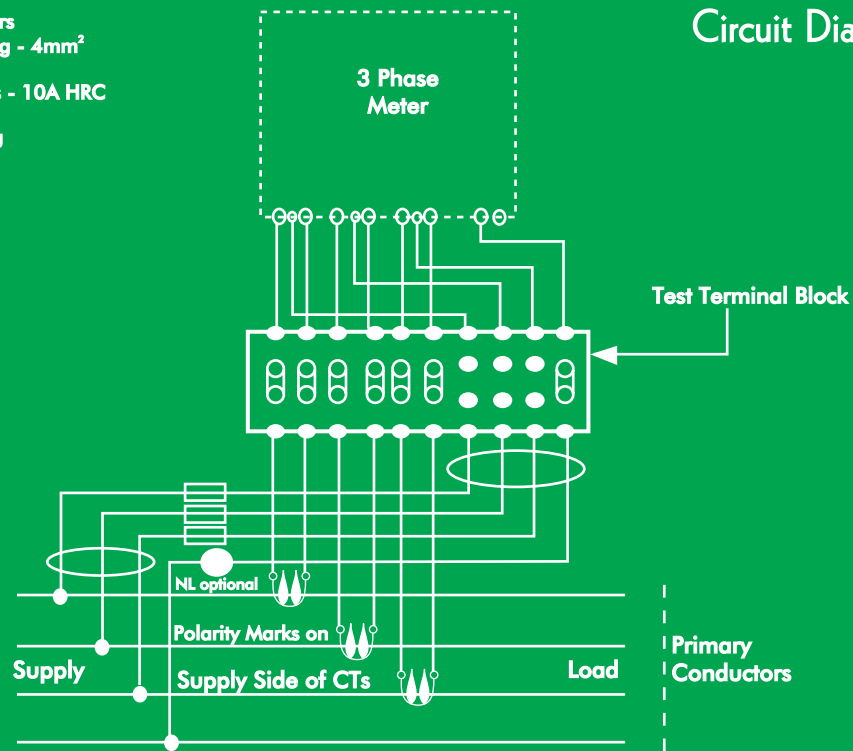 Circuit Dia
rs
g - 4mm²
s - 10A HRC
g
3 Phase
Meter
Test Terminal Block
NL optional
Polarity Marks on
Supply Side of CTs
Supply
Load
Primary
Conductors